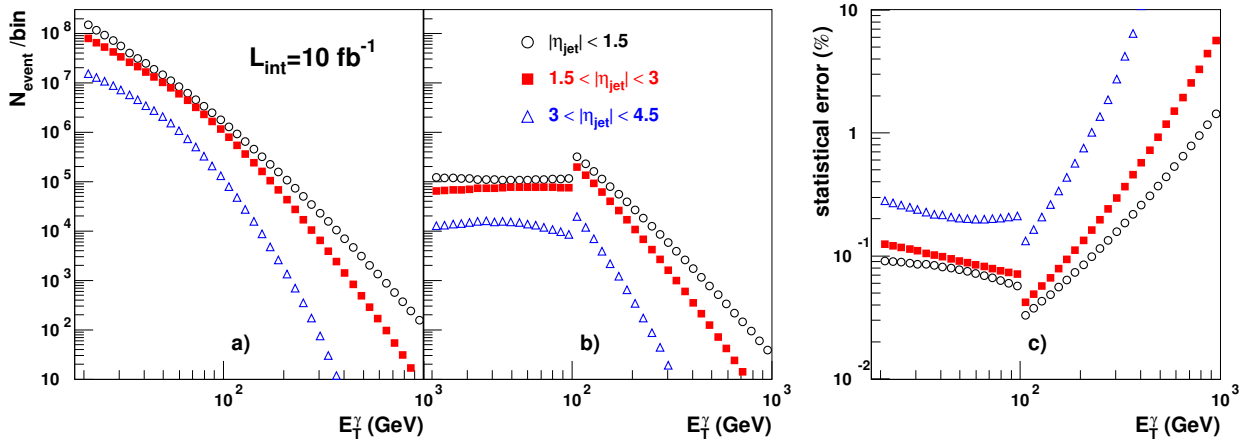 N_event /bin
10^8
10^7
10^6
10^5
10^4
10^3
10^2
10
L_int=10 fb^-1
a)
10^2
10^3
E_T^γ (GeV)
|η_jet| < 1.5
1.5 < |η_jet| < 3
3 < |η_jet| < 4.5
b)
10^2
10^3
E_T^γ (GeV)
statistical error (%)
10
1
10^-1
10^-2
c)
10^2
10^3
E_T^γ (GeV)